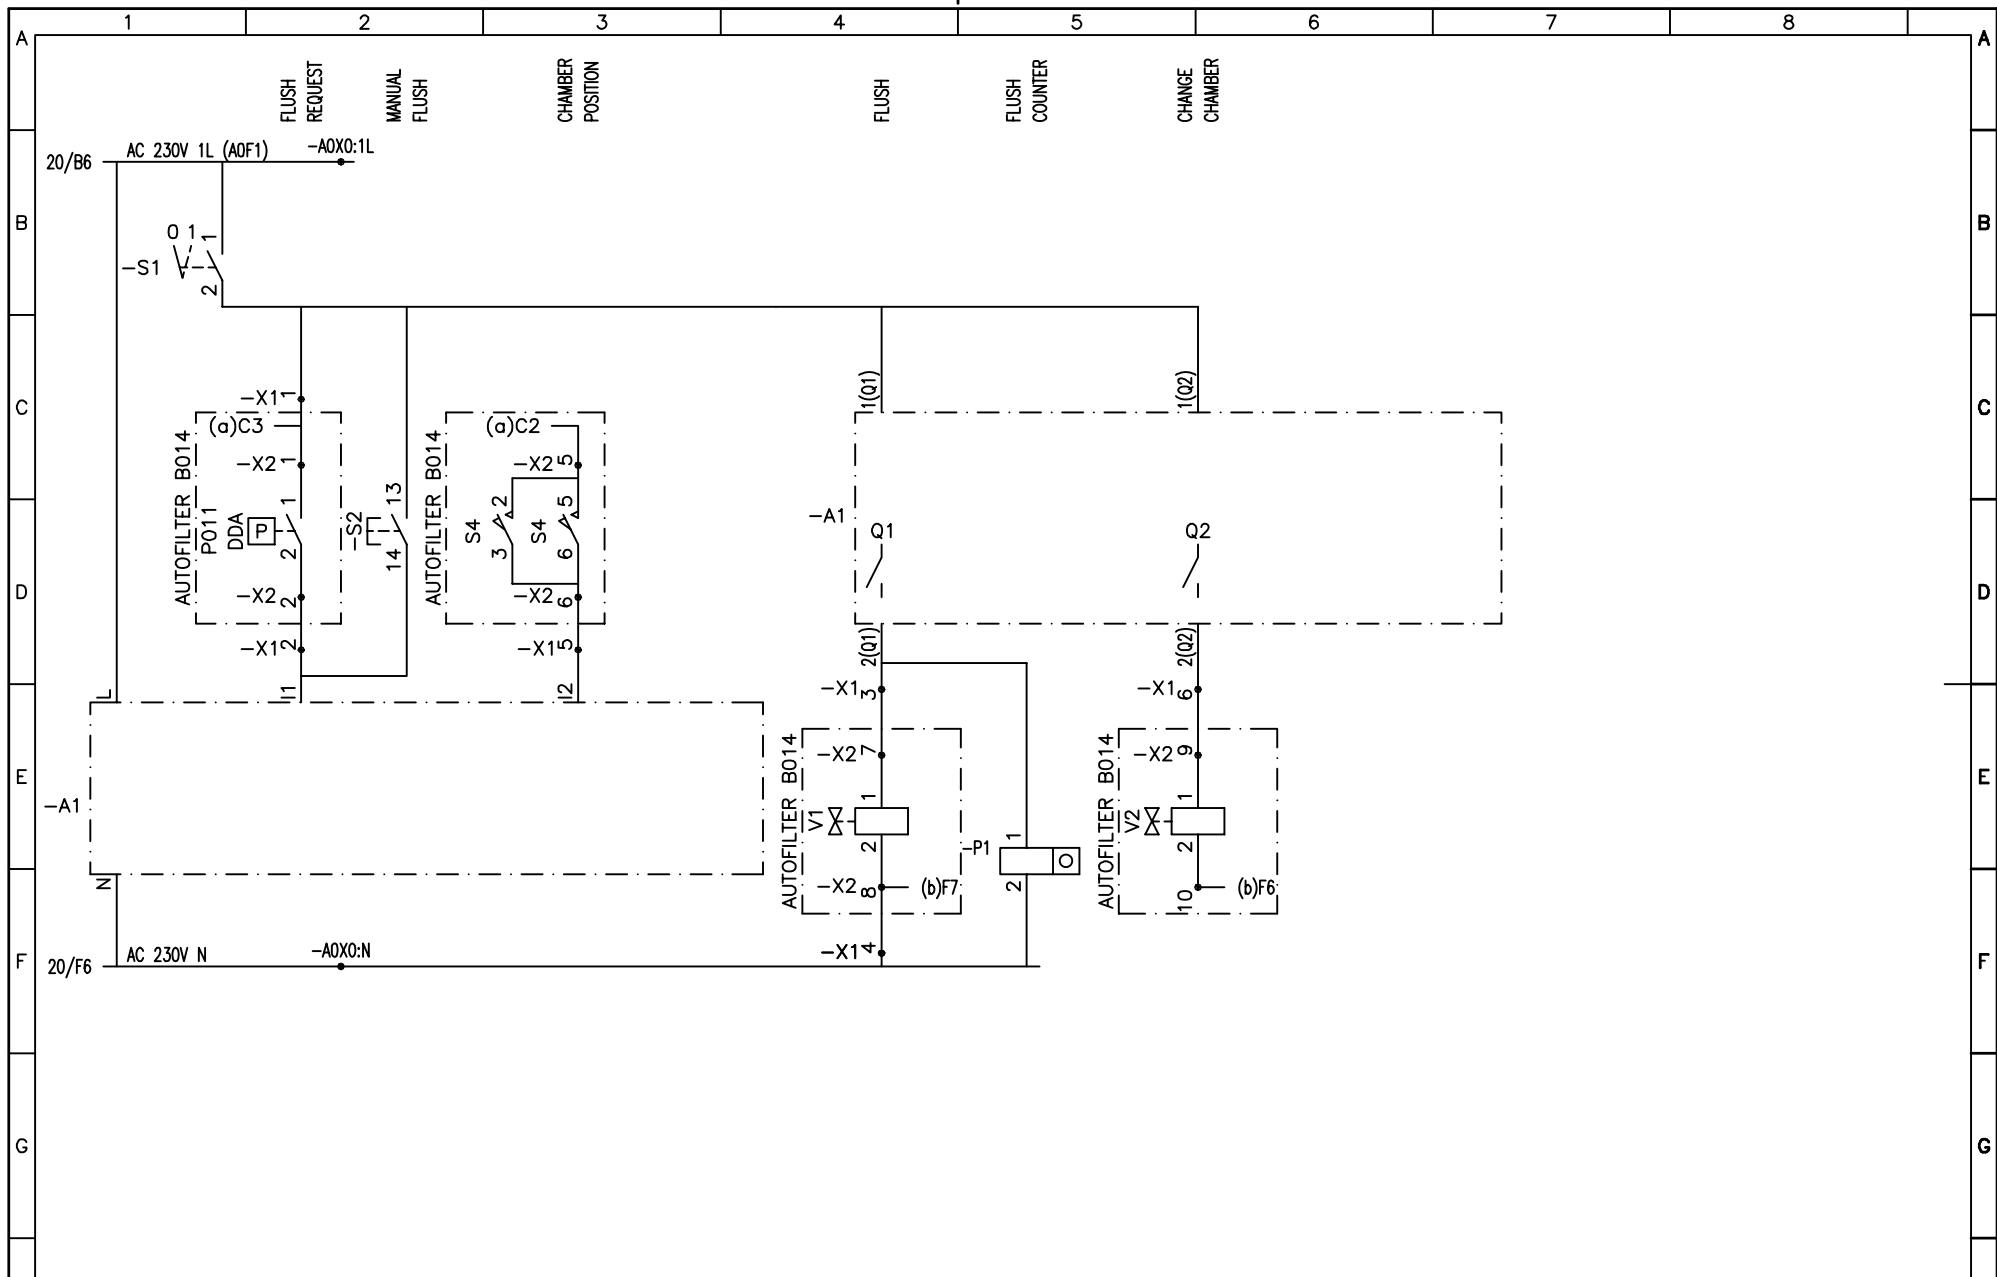 1 2 3 4 5 6 7 8
A A
FLUSH
REQUEST
MANUAL
FLUSH
CHAMBER
POSITION
FLUSH
FLUSH
COUNTER
CHANGE
CHAMBER
20/B6 AC 230V 1L (A0F1) -A0X0:1L
B B
0 1 1
-S1
2
C C
-X1 1
1(Q1)
1(Q2)
(a)C3
(a)C2
-X2 1
-X2 5
AUTOFILTER B014
P011
DDA
P
1
2
-S2
13
14
AUTOFILTER B014
S4
2
3
S4
5
6
-A1
Q1
Q2
D D
-X2 2
-X2 6
-X1 2
-X1 5
2(Q1)
2(Q2)
L
I1
I2
-X1 3
-X1 6
E E
-A1
AUTOFILTER B014
-X2 7
V1
1
2
-X2 8
(b)F7
-P1
1
2
AUTOFILTER B014
-X2 9
V2
1
2
10
(b)F6
N
F F
20/F6 AC 230V N -A0X0:N
-X1 4
G G